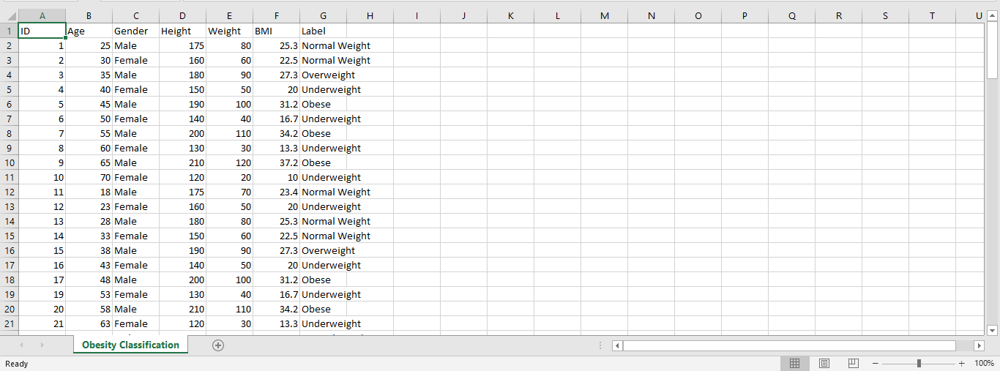 A B C D E F G H I J K L M N O P Q R S T U
1 ID Age Gender Height Weight BMI Label
2 1 25 Male 175 80 25.3 Normal Weight
3 2 30 Female 160 60 22.5 Normal Weight
4 3 35 Male 180 90 27.3 Overweight
5 4 40 Female 150 50 20 Underweight
6 5 45 Male 190 100 31.2 Obese
7 6 50 Female 140 40 16.7 Underweight
8 7 55 Male 200 110 34.2 Obese
9 8 60 Female 130 30 13.3 Underweight
10 9 65 Male 210 120 37.2 Obese
11 10 70 Female 120 20 10 Underweight
12 11 18 Male 175 70 23.4 Normal Weight
13 12 23 Female 160 50 20 Underweight
14 13 28 Male 180 80 25.3 Normal Weight
15 14 33 Female 150 60 22.5 Normal Weight
16 15 38 Male 190 90 27.3 Overweight
17 16 43 Female 140 50 20 Underweight
18 17 48 Male 200 100 31.2 Obese
19 19 53 Female 130 40 16.7 Underweight
20 20 58 Male 210 110 34.2 Obese
21 21 63 Female 120 30 13.3 Underweight
Obesity Classification
Ready 100%